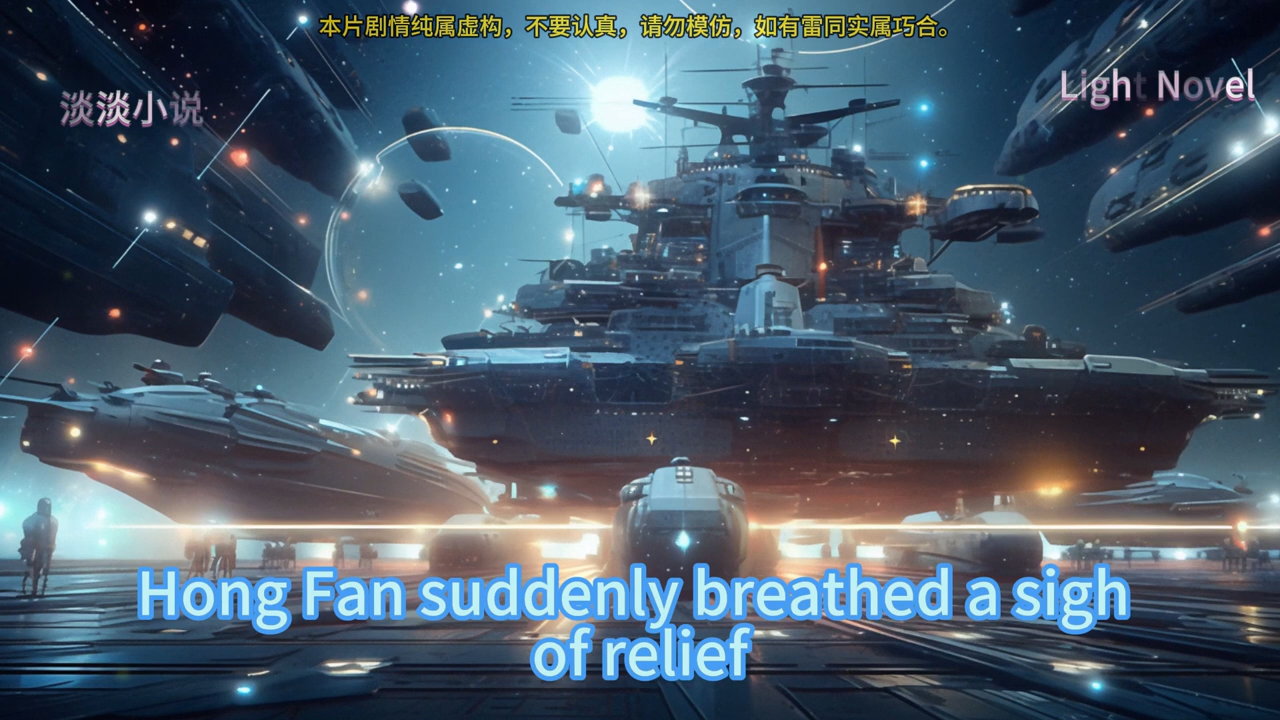 本片剧情纯属虚构，不要认真，请勿模仿，如有雷同实属巧合。
淡淡小说
Light Novel
Hong Fan suddenly breathed a sigh
of relief